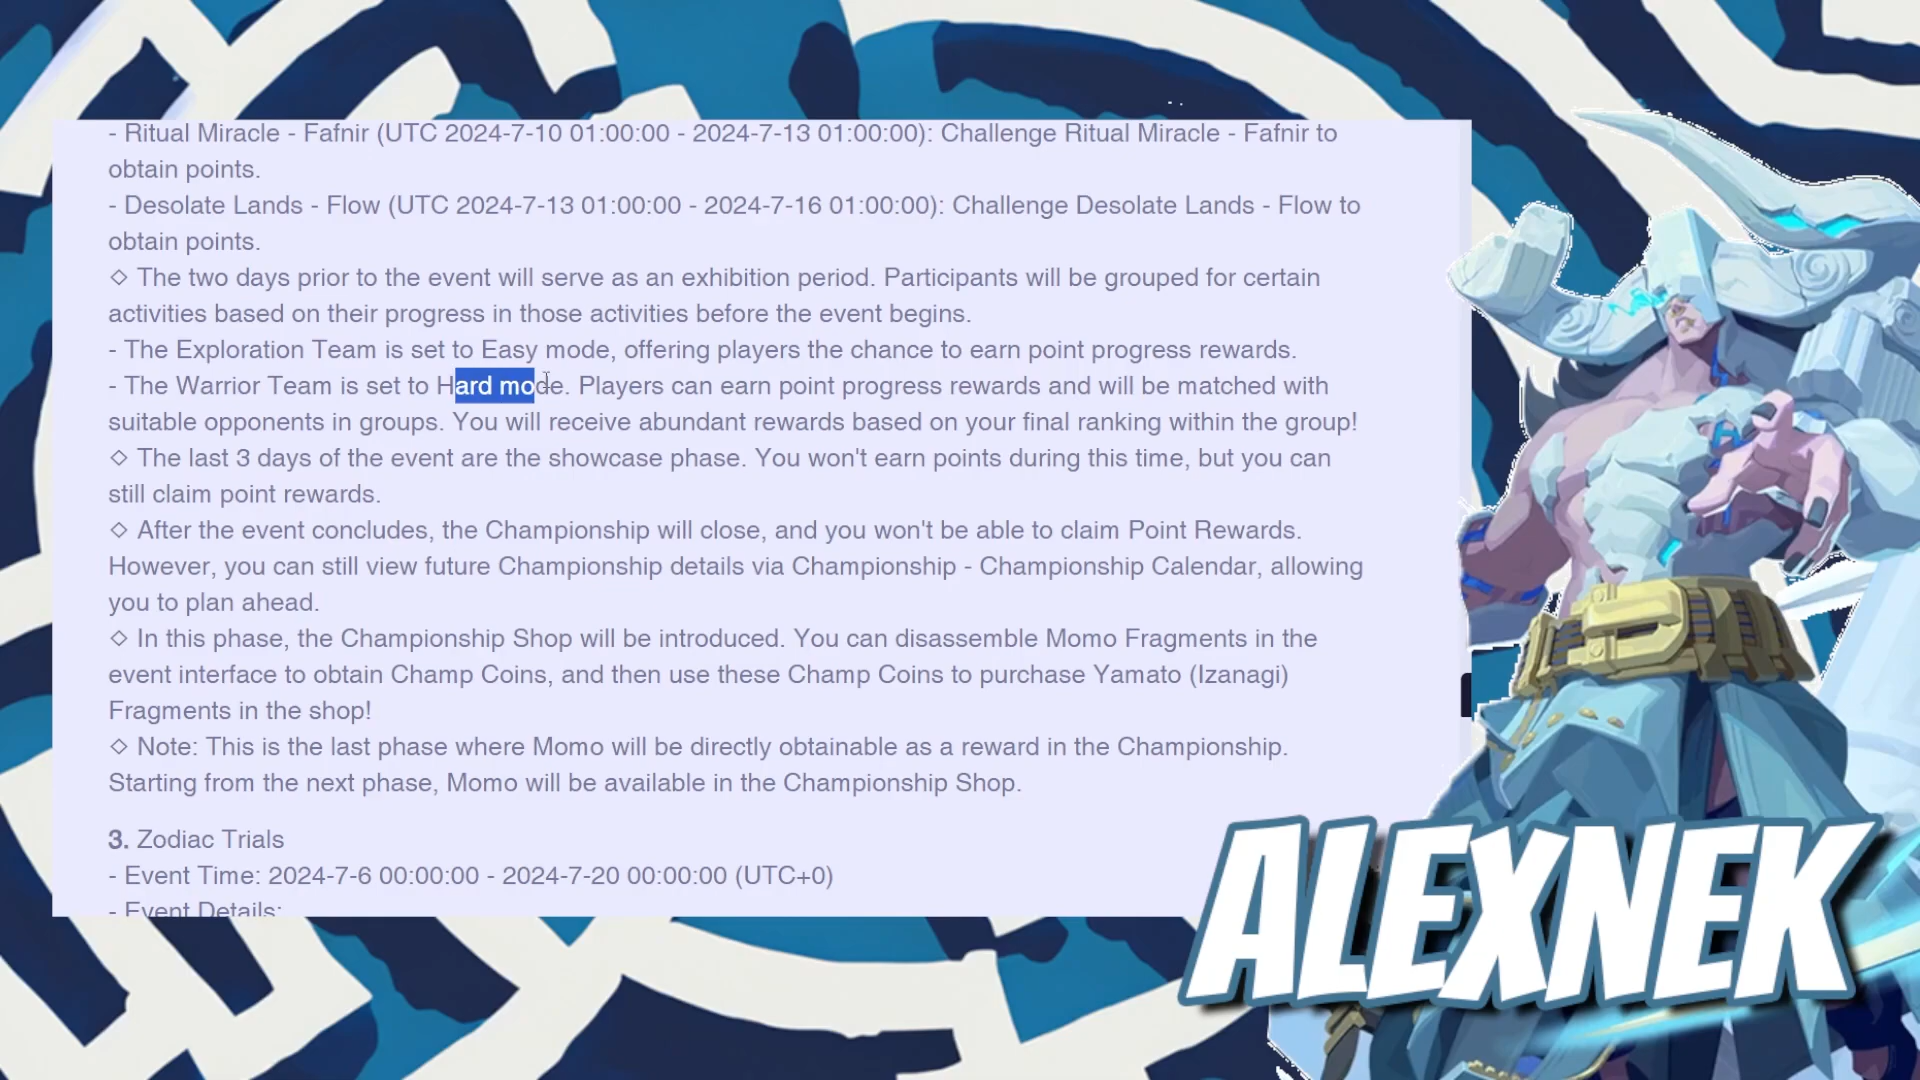 - Ritual Miracle - Fafnir (UTC 2024-7-10 01:00:00 - 2024-7-13 01:00:00): Challenge Ritual Miracle - Fafnir to
obtain points.
- Desolate Lands - Flow (UTC 2024-7-13 01:00:00 - 2024-7-16 01:00:00): Challenge Desolate Lands - Flow to
obtain points.
◇ The two days prior to the event will serve as an exhibition period. Participants will be grouped for certain
activities based on their progress in those activities before the event begins.
- The Exploration Team is set to Easy mode, offering players the chance to earn point progress rewards.
- The Warrior Team is set to Hard mode. Players can earn point progress rewards and will be matched with
suitable opponents in groups. You will receive abundant rewards based on your final ranking within the group!
◇ The last 3 days of the event are the showcase phase. You won't earn points during this time, but you can
still claim point rewards.
◇ After the event concludes, the Championship will close, and you won't be able to claim Point Rewards.
However, you can still view future Championship details via Championship - Championship Calendar, allowing
you to plan ahead.
◇ In this phase, the Championship Shop will be introduced. You can disassemble Momo Fragments in the
event interface to obtain Champ Coins, and then use these Champ Coins to purchase Yamato (Izanagi)
Fragments in the shop!
◇ Note: This is the last phase where Momo will be directly obtainable as a reward in the Championship.
Starting from the next phase, Momo will be available in the Championship Shop.
3. Zodiac Trials
- Event Time: 2024-7-6 00:00:00 - 2024-7-20 00:00:00 (UTC+0)
- Event Details:
ALEXNEK